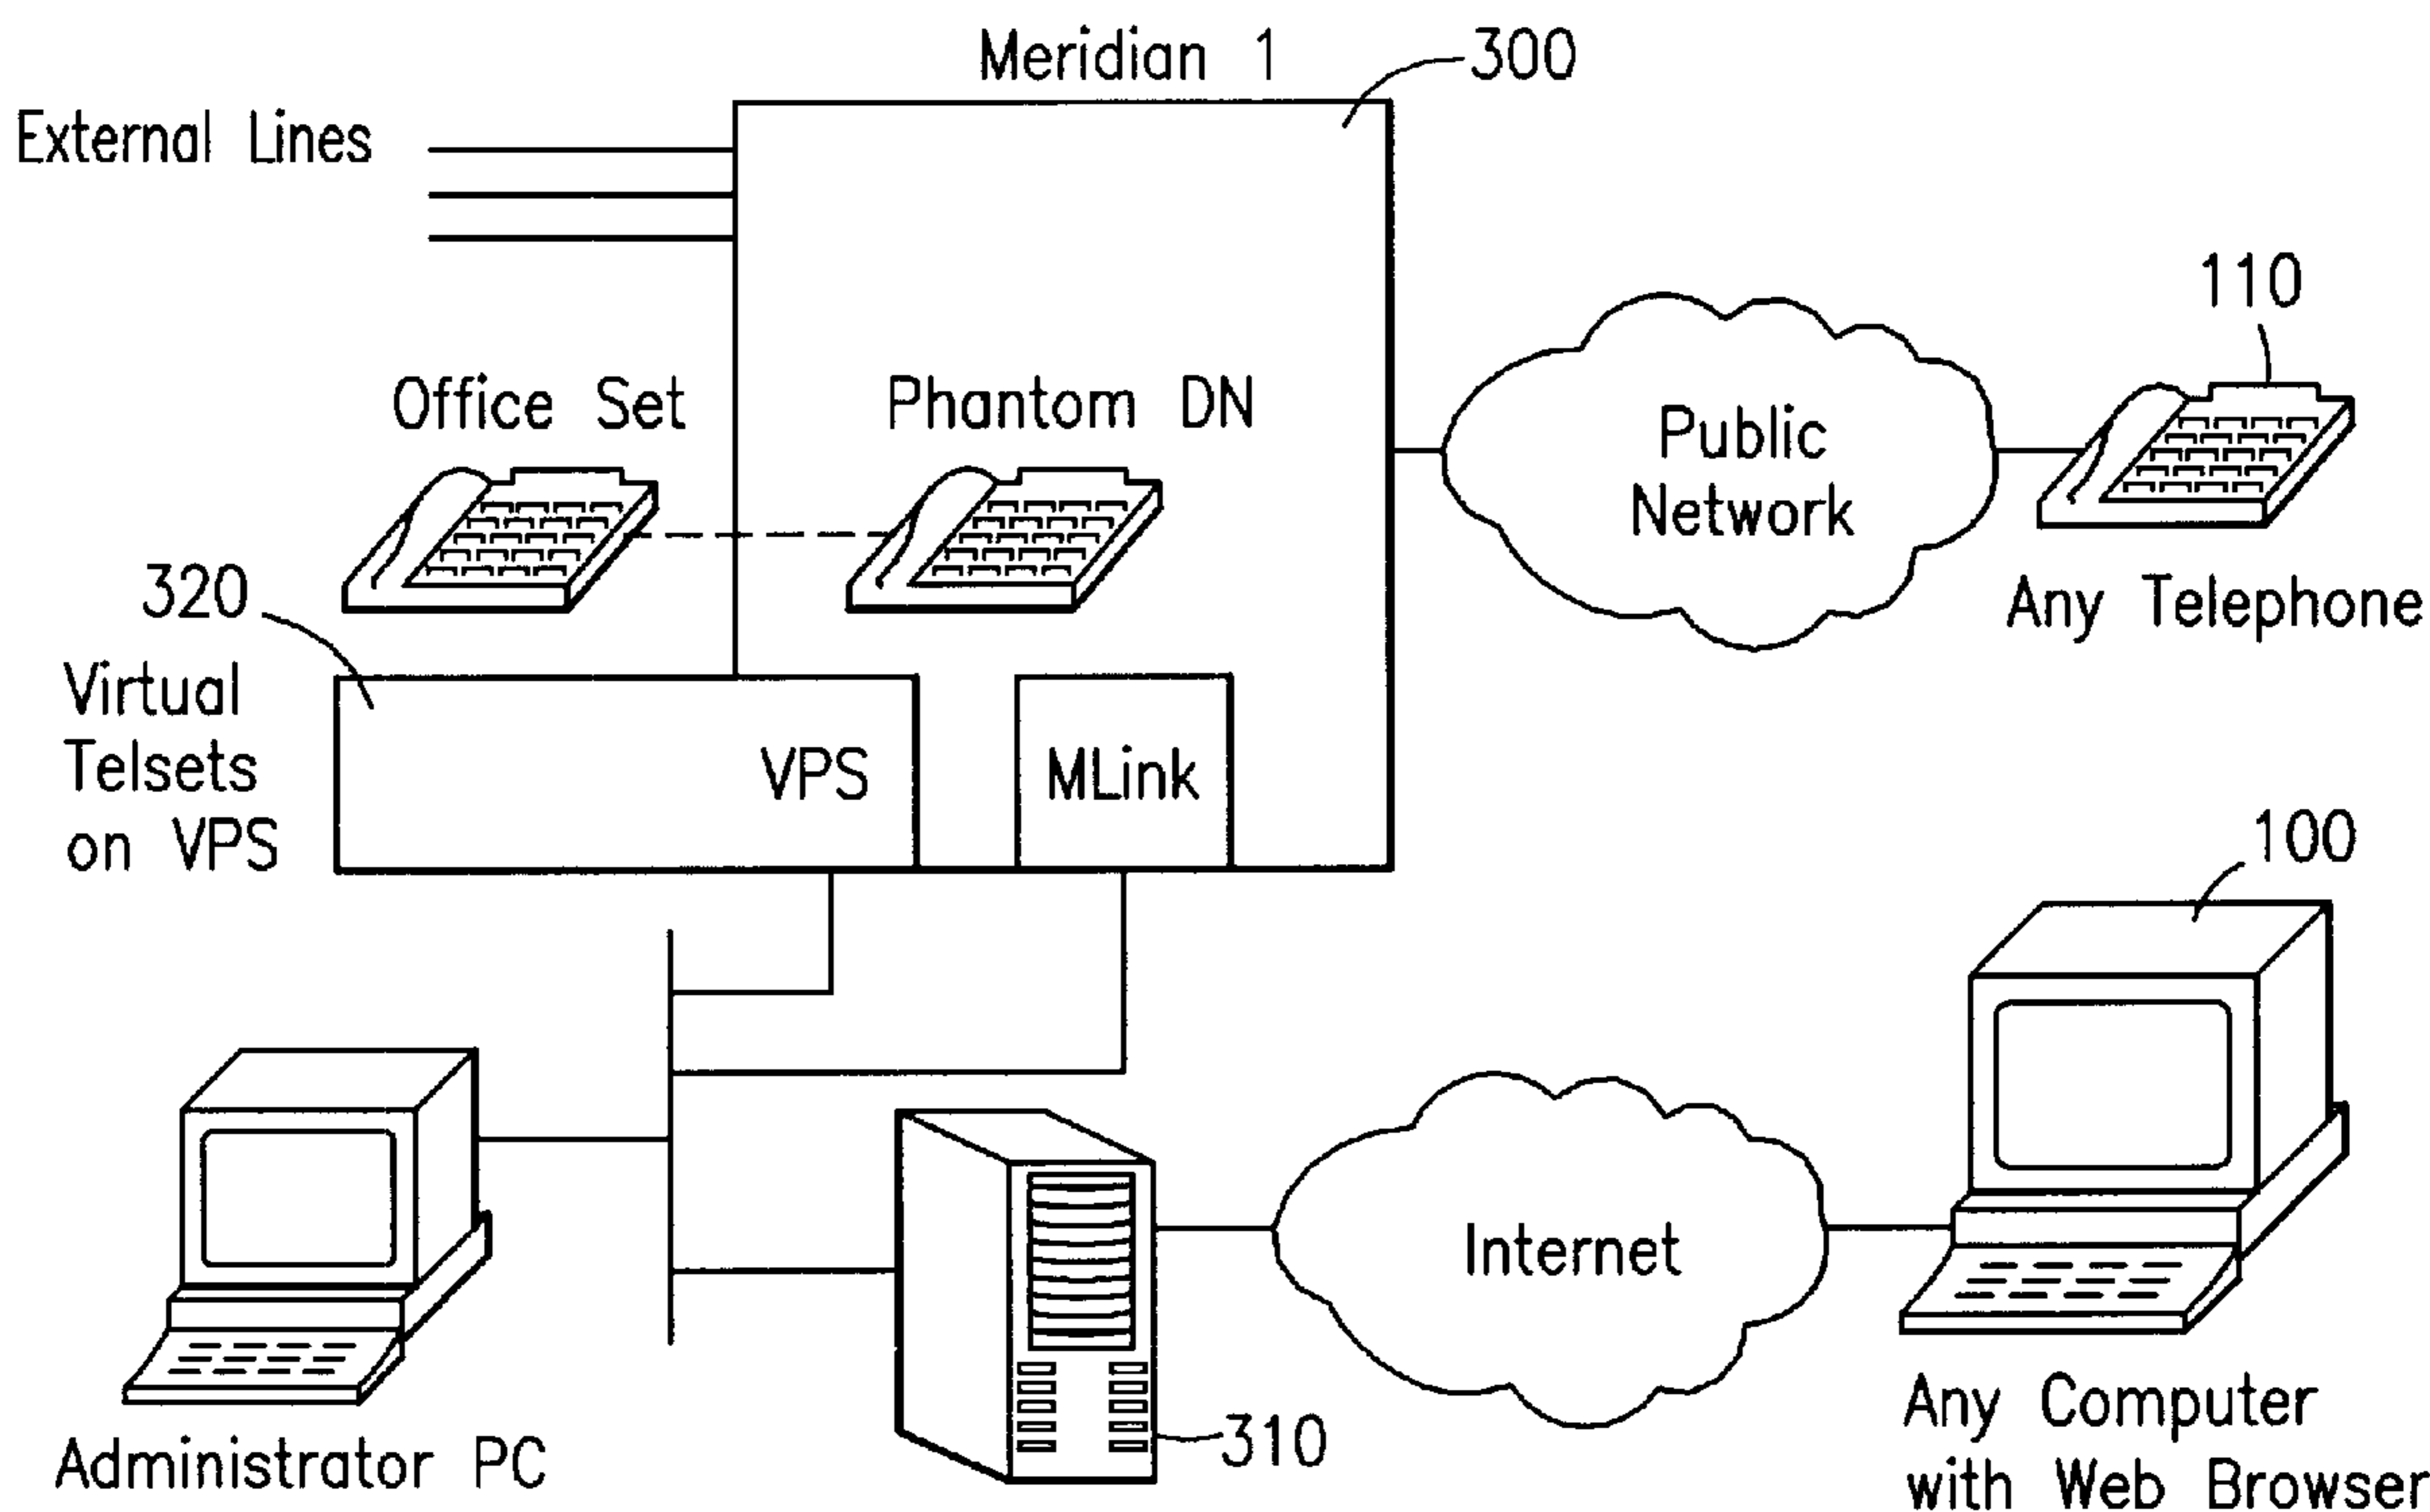 Meridian 1
300
External Lines
110
Office Set
Phantom DN
Public
Network
320
Any Telephone
Virtual
Telsets
on VPS
VPS
MLink
100
Internet
Administrator PC
310
Any Computer
with Web Browser